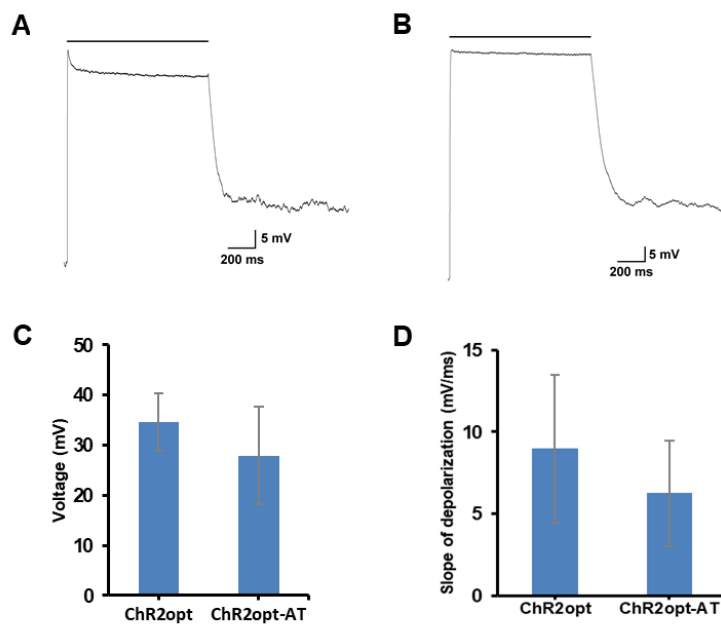 A
B
5 mV
200 ms
5 mV
200 ms
C
Voltage (mV)
50
40
30
20
10
0
ChR2opt
ChR2opt-AT
D
Slope of depolarization (mV/ms)
15
10
5
0
ChR2opt
ChR2opt-AT